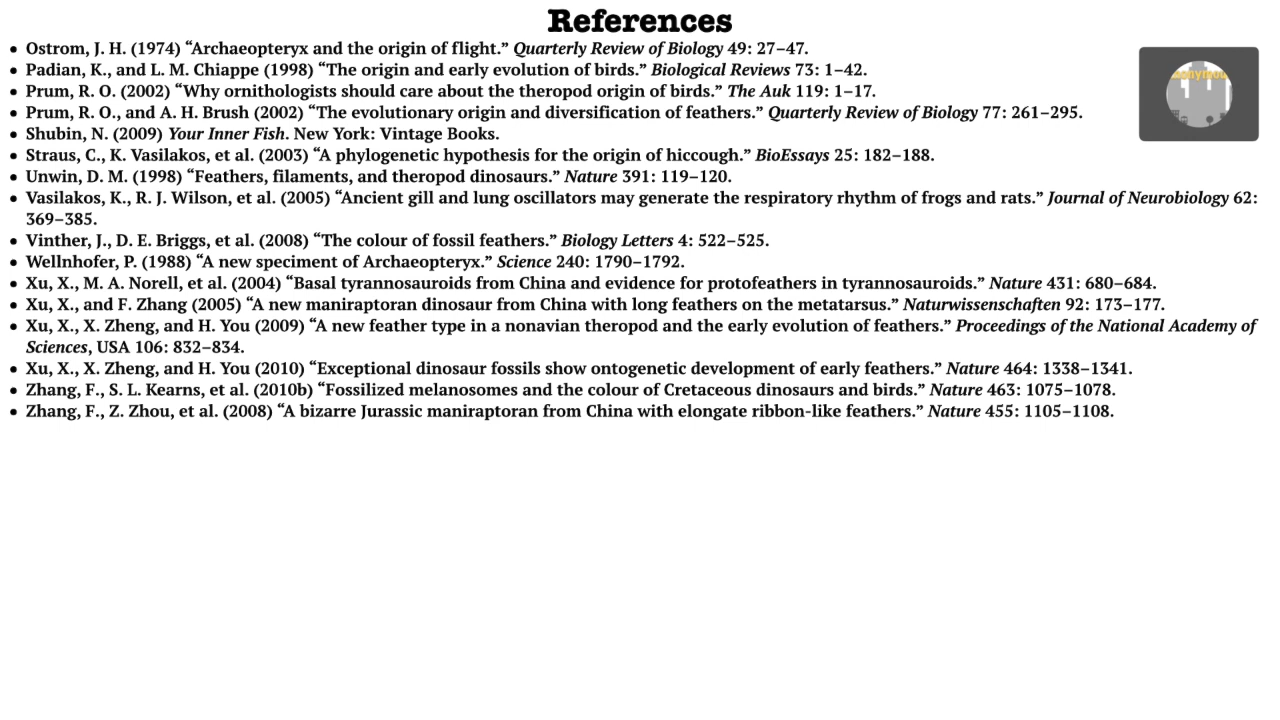 References
• Ostrom, J. H. (1974) “Archaeopteryx and the origin of flight.” Quarterly Review of Biology 49: 27–47.
• Padian, K., and L. M. Chiappe (1998) “The origin and early evolution of birds.” Biological Reviews 73: 1–42.
• Prum, R. O. (2002) “Why ornithologists should care about the theropod origin of birds.” The Auk 119: 1–17.
• Prum, R. O., and A. H. Brush (2002) “The evolutionary origin and diversification of feathers.” Quarterly Review of Biology 77: 261–295.
• Shubin, N. (2009) Your Inner Fish. New York: Vintage Books.
• Straus, C., K. Vasilakos, et al. (2003) “A phylogenetic hypothesis for the origin of hiccough.” BioEssays 25: 182–188.
• Unwin, D. M. (1998) “Feathers, filaments, and theropod dinosaurs.” Nature 391: 119–120.
• Vasilakos, K., R. J. Wilson, et al. (2005) “Ancient gill and lung oscillators may generate the respiratory rhythm of frogs and rats.” Journal of Neurobiology 62:
369–385.
• Vinther, J., D. E. Briggs, et al. (2008) “The colour of fossil feathers.” Biology Letters 4: 522–525.
• Wellnhofer, P. (1988) “A new speciment of Archaeopteryx.” Science 240: 1790–1792.
• Xu, X., M. A. Norell, et al. (2004) “Basal tyrannosauroids from China and evidence for protofeathers in tyrannosauroids.” Nature 431: 680–684.
• Xu, X., and F. Zhang (2005) “A new maniraptoran dinosaur from China with long feathers on the metatarsus.” Naturwissenschaften 92: 173–177.
• Xu, X., X. Zheng, and H. You (2009) “A new feather type in a nonavian theropod and the early evolution of feathers.” Proceedings of the National Academy of
Sciences, USA 106: 832–834.
• Xu, X., X. Zheng, and H. You (2010) “Exceptional dinosaur fossils show ontogenetic development of early feathers.” Nature 464: 1338–1341.
• Zhang, F., S. L. Kearns, et al. (2010b) “Fossilized melanosomes and the colour of Cretaceous dinosaurs and birds.” Nature 463: 1075–1078.
• Zhang, F., Z. Zhou, et al. (2008) “A bizarre Jurassic maniraptoran from China with elongate ribbon-like feathers.” Nature 455: 1105–1108.